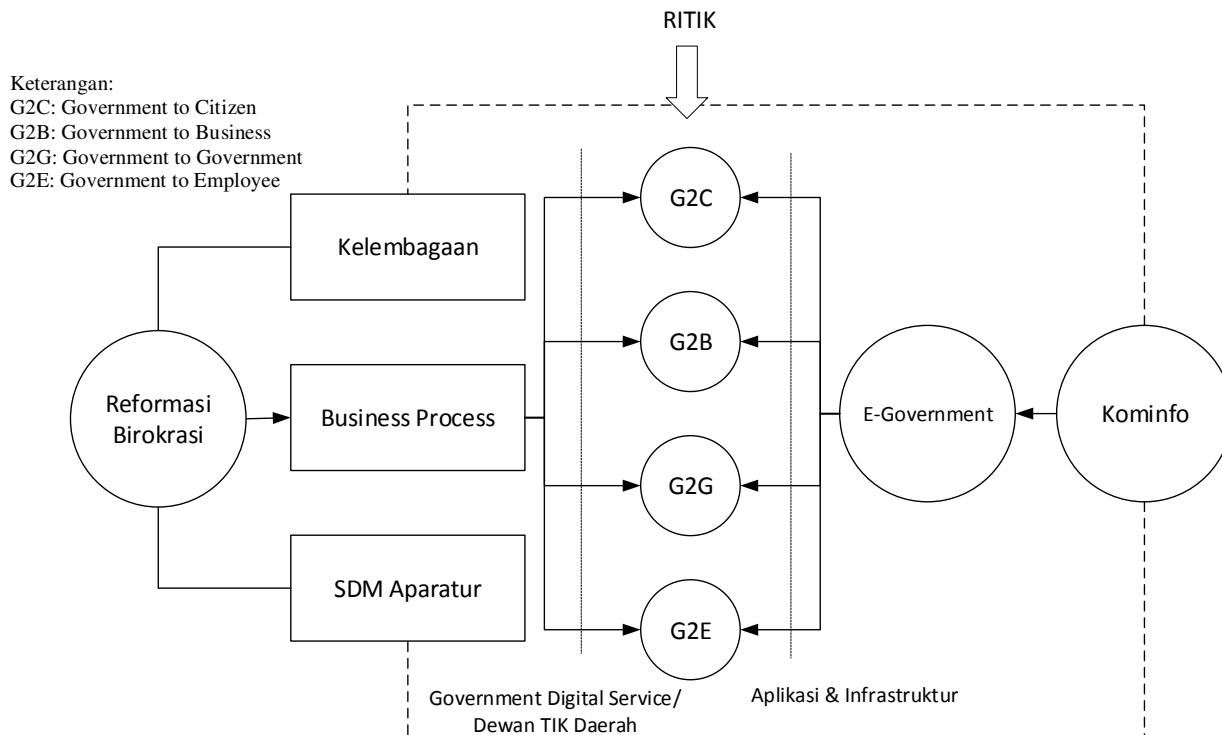 RITIK
Keterangan:
G2C: Government to Citizen
G2B: Government to Business
G2G: Government to Government
G2E: Government to Employee
Kelembagaan
G2C
G2B
Reformasi
Birokrasi
Business Process
E-Government
Kominfo
G2G
SDM Aparatur
G2E
Government Digital Service/
Dewan TIK Daerah
Aplikasi & Infrastruktur